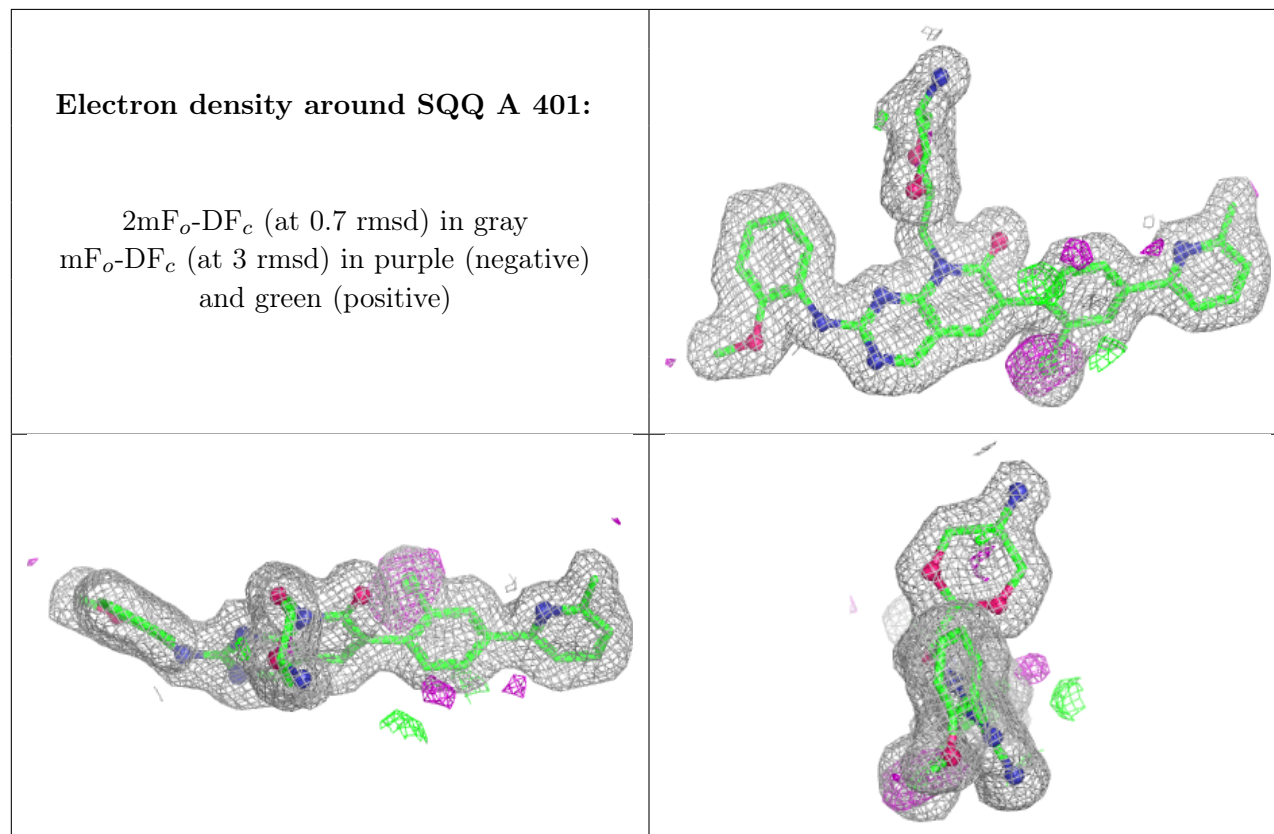 Electron density around SQQ A 401:
2mFo-DFc (at 0.7 rmsd) in gray
mFo-DFc (at 3 rmsd) in purple (negative)
and green (positive)